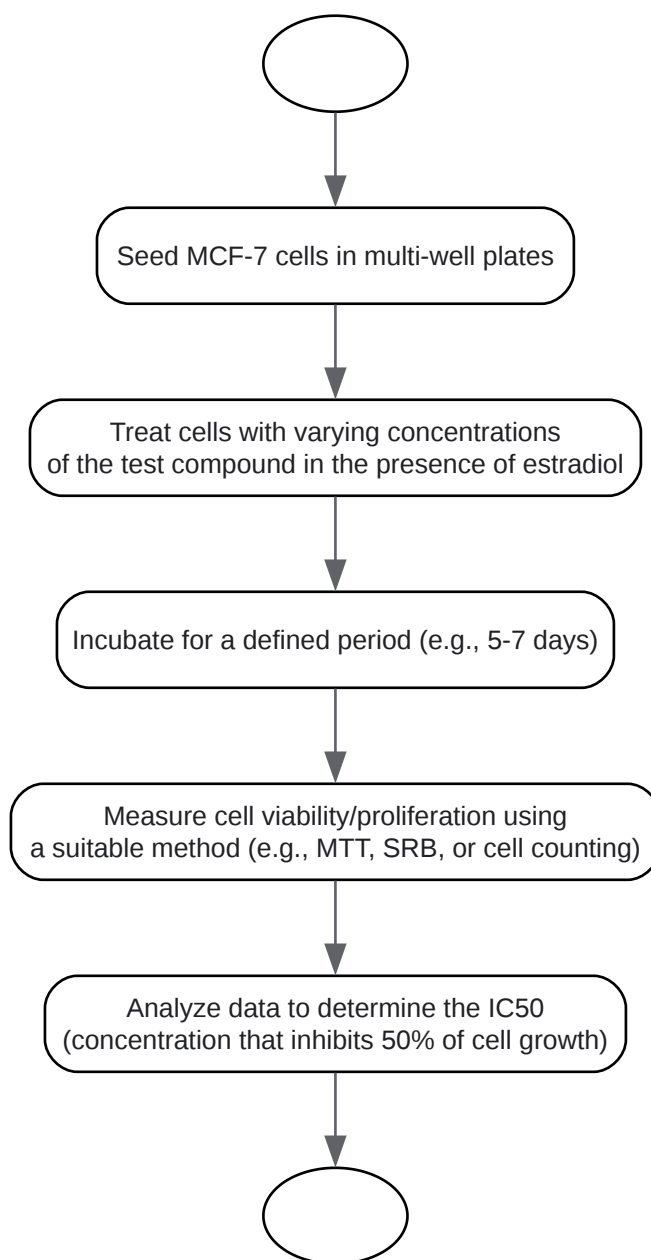 Seed MCF-7 cells in multi-well plates
Treat cells with varying concentrations
of the test compound in the presence of estradiol
Incubate for a defined period (e.g., 5-7 days)
Measure cell viability/proliferation using
a suitable method (e.g., MTT, SRB, or cell counting)
Analyze data to determine the IC50
(concentration that inhibits 50% of cell growth)